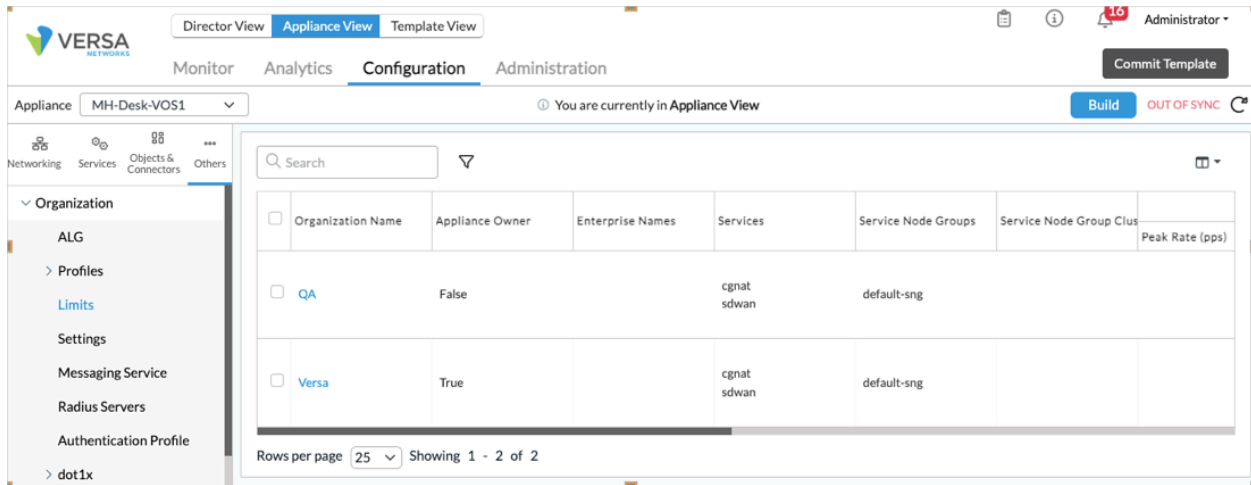 VERSA
NETWORKS
Director View Appliance View Template View
16
Administrator
Monitor Analytics Configuration Administration
Commit Template
Appliance MH-Desk-VOS1
You are currently in Appliance View
Build OUT OF SYNC
Networking Services Objects & Connectors Others
Search
Organization
ALG
Profiles
Limits
Settings
Messaging Service
Radius Servers
Authentication Profile
dot1x
Organization Name Appliance Owner Enterprise Names Services Service Node Groups Service Node Group Clus
Peak Rate (pps)
QA False cgnat default-sng
sdwan
Versa True cgnat default-sng
sdwan
Rows per page 25 Showing 1 - 2 of 2